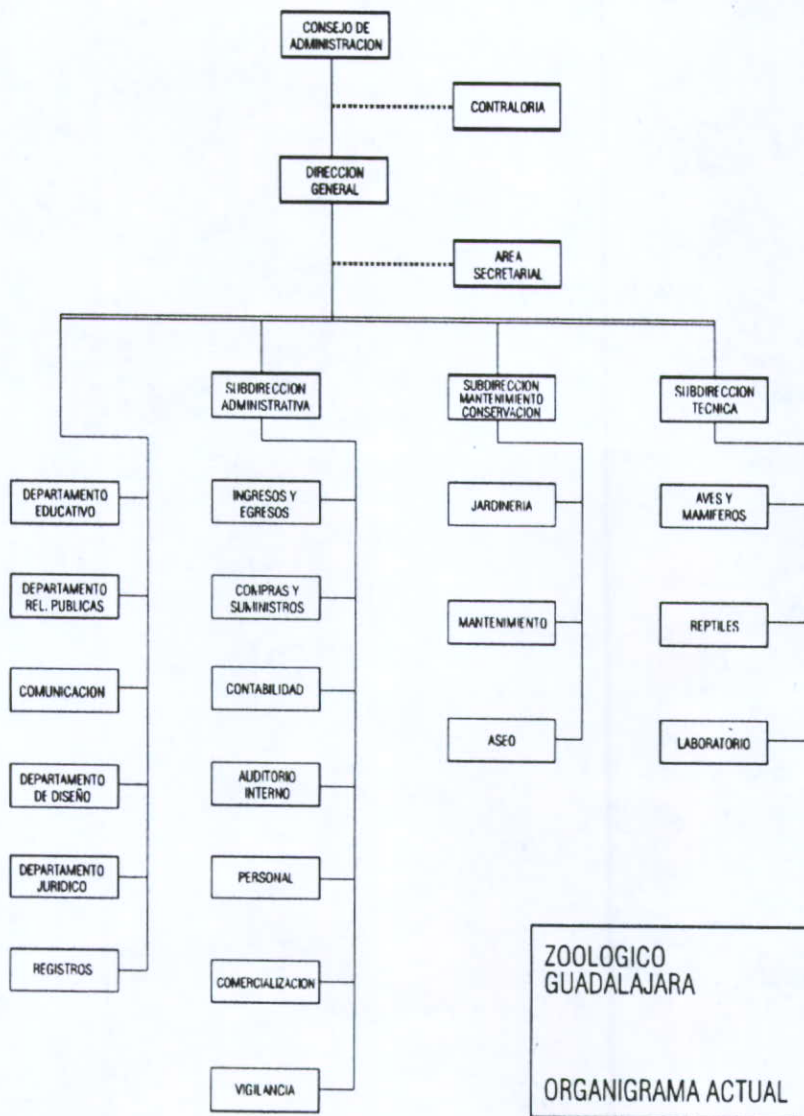 CONSEJO DE
ADMINISTRACION
CONTRALORIA
DIRECCION
GENERAL
AREA
SECRETARIAL
SUBDIRECCION
ADMINISTRATIVA
SUBDIRECCION
MANTENIMIENTO
CONSERVACION
SUBDIRECCION
TECNICA
DEPARTAMENTO
EDUCATIVO
DEPARTAMENTO
REL. PUBLICAS
COMUNICACION
DEPARTAMENTO
DE DISEÑO
DEPARTAMENTO
JURIDICO
REGISTROS
INGRESOS Y
EGRESOS
COMPRAS Y
SUMINISTROS
CONTABILIDAD
AUDITORIO
INTERNO
PERSONAL
COMERCIALIZACION
VIGILANCIA
JARDINERIA
MANTENIMIENTO
ASEO
AVES Y
MAMIFEROS
REPTILES
LABORATORIO
ZOOLOGICO
GUADALAJARA
ORGANIGRAMA ACTUAL